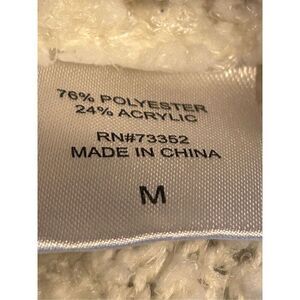 76% POLYESTER
24% ACRYLIC
RN#73352
MADE IN CHINA
M